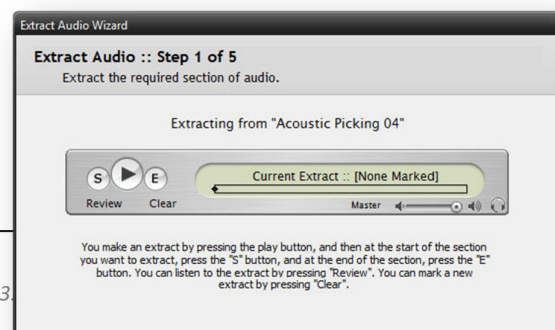 Extract Audio Wizard
Extract Audio :: Step 1 of 5
Extract the required section of audio.
Extracting from "Acoustic Picking 04"
S E
Current Extract :: [None Marked]
Review Clear
Master
You make an extract by pressing the play button, and then at the start of the section
you want to extract, press the "S" button, and at the end of the section, press the "E"
button. You can listen to the extract by pressing "Review". You can mark a new
extract by pressing "Clear".
3.